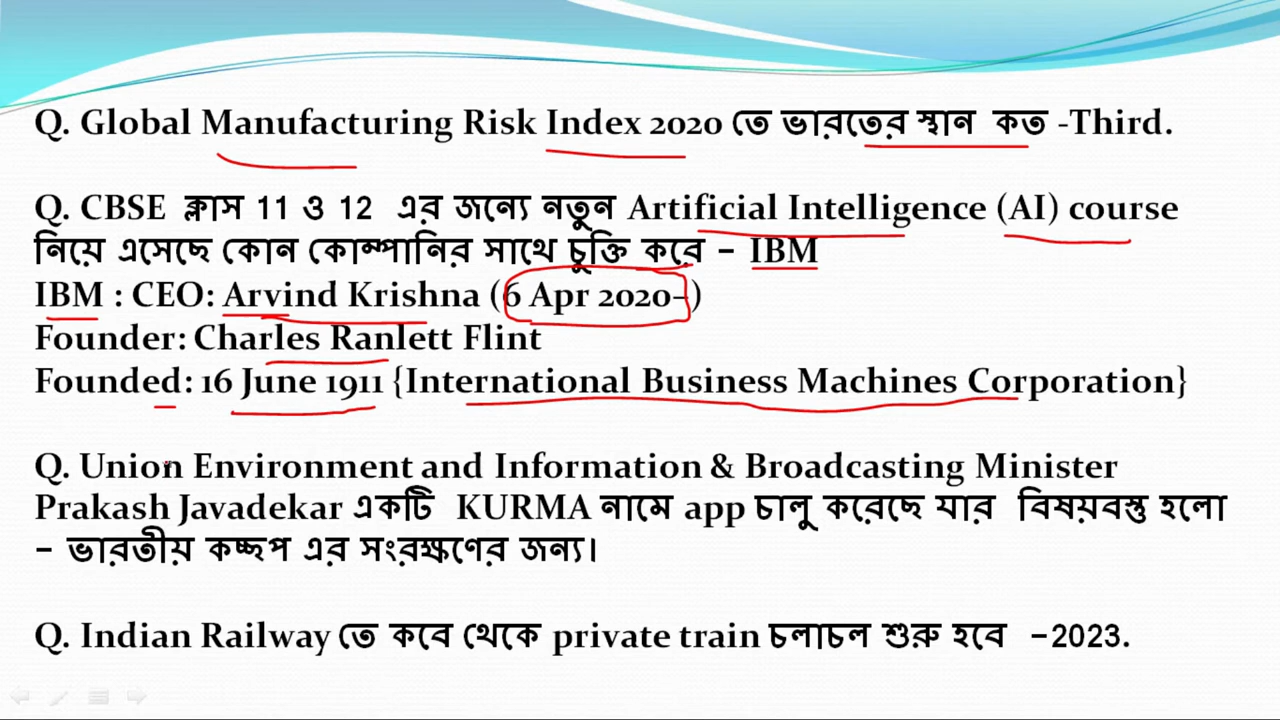 Q. Global Manufacturing Risk Index 2020 তে ভারতের স্থান কত -Third.
Q. CBSE ক্লাস 11 ও 12 এর জন্যে নতুন Artificial Intelligence (AI) course
নিয়ে এসেছে কোন কোম্পানির সাথে চুক্তি করে – IBM
IBM : CEO: Arvind Krishna (6 Apr 2020–)
Founder: Charles Ranlett Flint
Founded: 16 June 1911 {International Business Machines Corporation}
Q. Union Environment and Information & Broadcasting Minister
Prakash Javadekar একটি KURMA নামে app চালু করেছে যার বিষয়বস্তু হলো
– ভারতীয় কচ্ছপ এর সংরক্ষণের জন্য।
Q. Indian Railway তে কবে থেকে private train চলাচল শুরু হবে –2023.